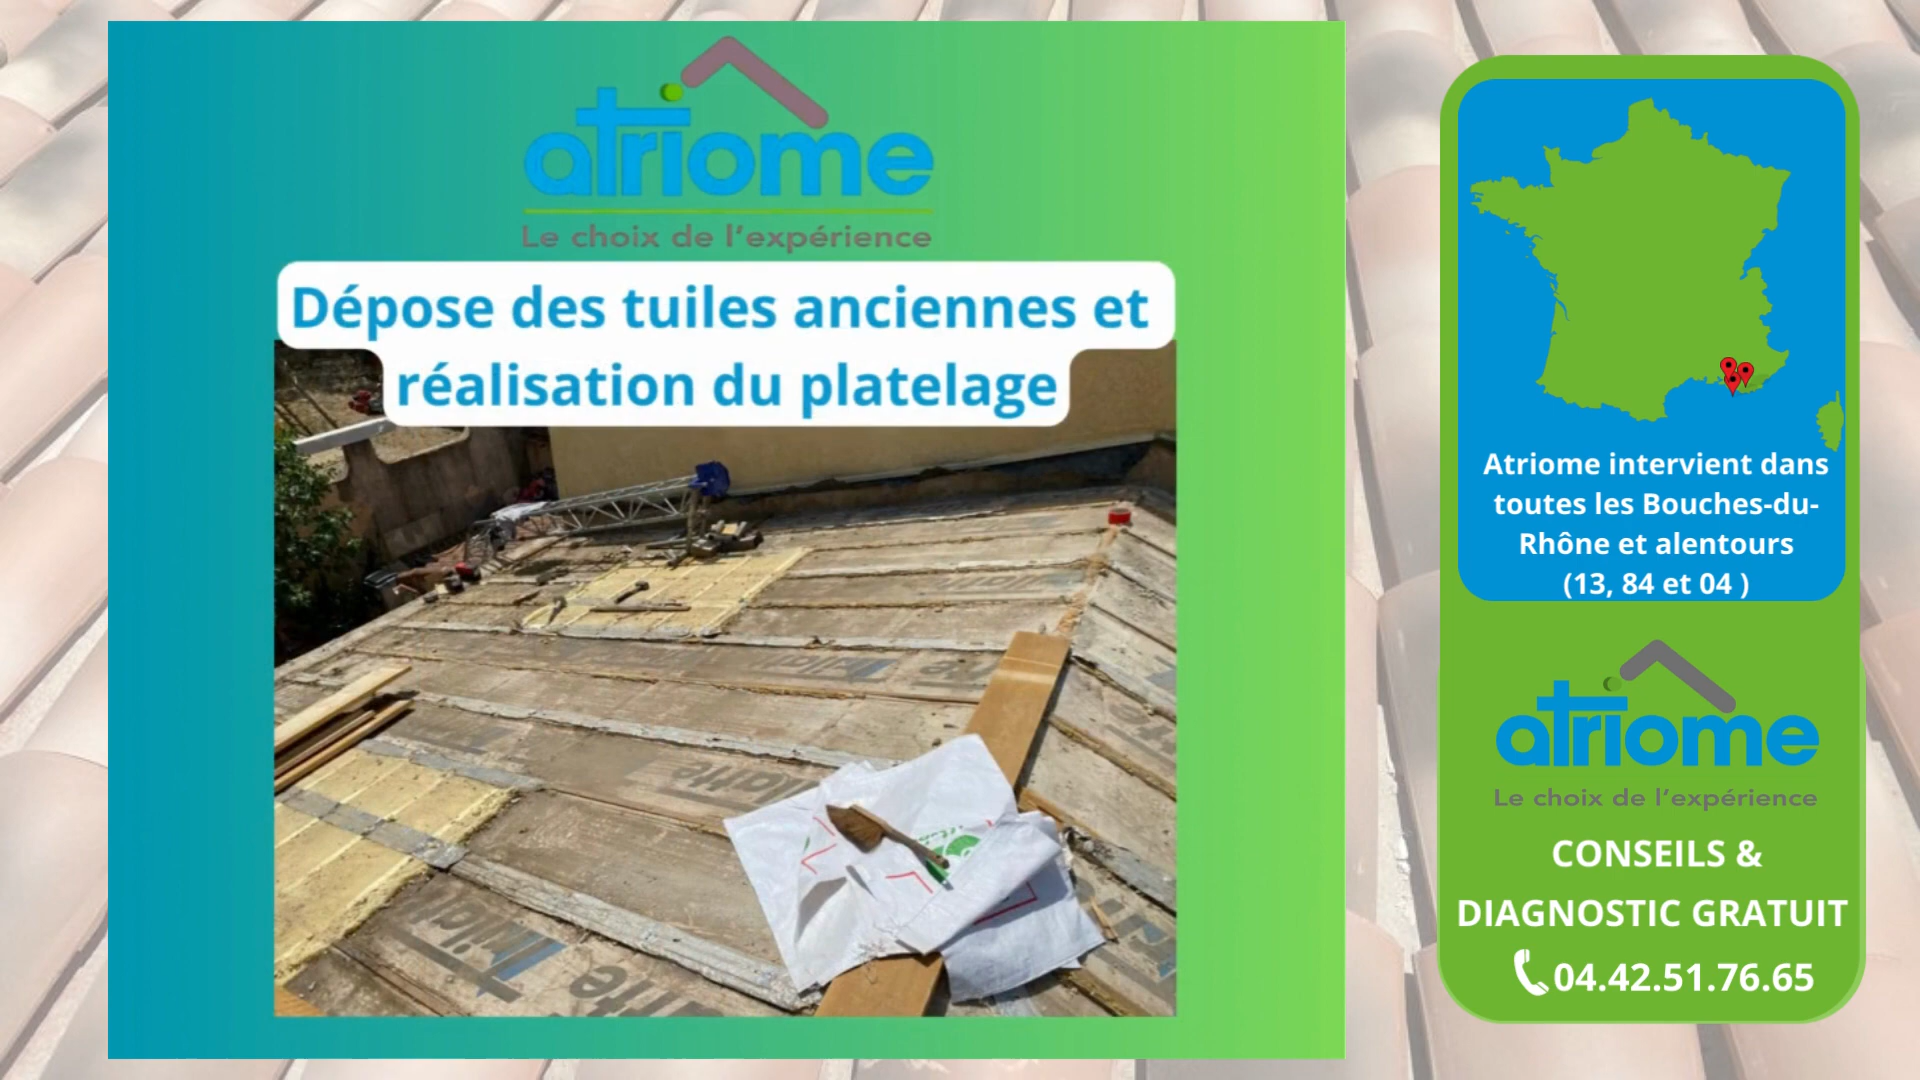 atriome
Le choix de l'expérience
Dépose des tuiles anciennes et
réalisation du platelage
Atriome intervient dans
toutes les Bouches-du-
Rhône et alentours
(13, 84 et 04 )
atriome
Le choix de l'expérience
CONSEILS &
DIAGNOSTIC GRATUIT
04.42.51.76.65